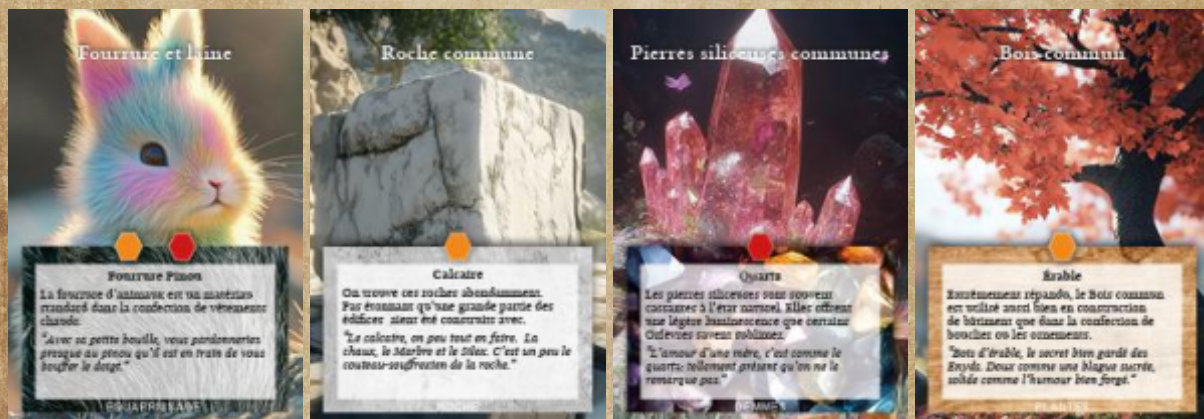 Fourrure et laine
Fourrure Pinou
La fourrure d'animaux est un matériau
standard dans la confection de vêtements
chauds.
"Avec sa petite bouille, vous pardonneriez
presque au pinou qu'il est en train de vous
bouffer le doigt."
Roche commune
Calcaire
On trouve ces roches abondamment.
Pas étonnant qu'une grande partie des
édifices aient été construits avec.
"Le calcaire, on peut tout en faire. La
chaux, le Marbre et le Silex. C'est un peu le
couteau-souffressien de la roche."
Pierres siliceuses communes
Quartz
Les pierres siliceuses sont souvent
cassantes à l'état naturel. Elles offrent
une légère luminescence que certains
Orfèvres savent sublimer.
"L'amour d'une mère, c'est comme le
quartz: tellement présent qu'on ne le
remarque pas."
GEMMES
Bois commun
Érable
Extrêmement répandu, le Bois commun
est utilisé aussi bien en construction
de bâtiment que dans la confection de
ou les ornements.
"Bois d'érable, le secret bien gardé des
Enyds. Doux comme une blague sucrée,
solide comme l'humour bien forgé."